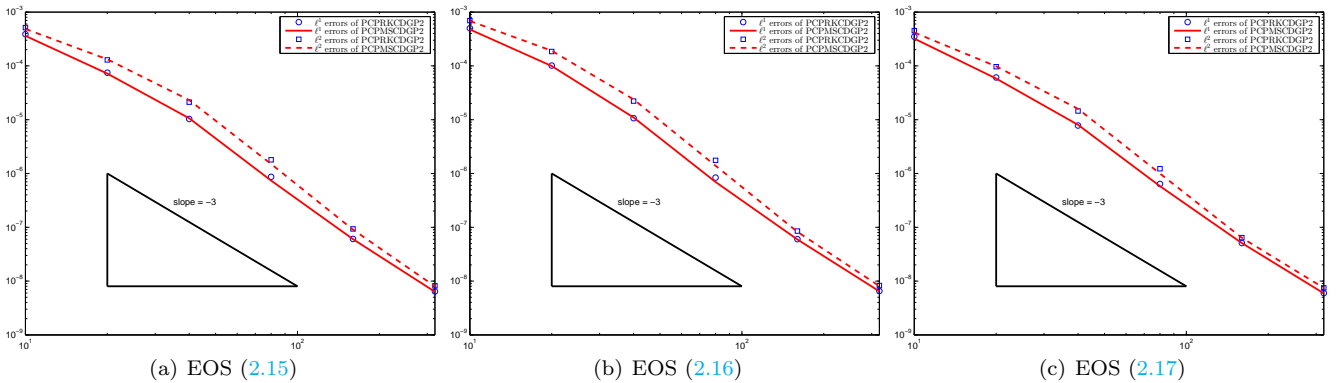 10⁻³
10⁻⁴
10⁻⁵
10⁻⁶
10⁻⁷
10⁻⁸
10⁻⁹
10¹
10²
ℓ¹ errors of PCPRKCDGP2
ℓ¹ errors of PCPMSCDGP2
ℓ² errors of PCPRKCDGP2
ℓ² errors of PCPMSCDGP2
slope = −3
(a) EOS (2.15)
10⁻³
10⁻⁴
10⁻⁵
10⁻⁶
10⁻⁷
10⁻⁸
10⁻⁹
10¹
10²
ℓ¹ errors of PCPRKCDGP2
ℓ¹ errors of PCPMSCDGP2
ℓ² errors of PCPRKCDGP2
ℓ² errors of PCPMSCDGP2
slope = −3
(b) EOS (2.16)
10⁻³
10⁻⁴
10⁻⁵
10⁻⁶
10⁻⁷
10⁻⁸
10⁻⁹
10¹
10²
ℓ¹ errors of PCPRKCDGP2
ℓ¹ errors of PCPMSCDGP2
ℓ² errors of PCPRKCDGP2
ℓ² errors of PCPMSCDGP2
slope = −3
(c) EOS (2.17)